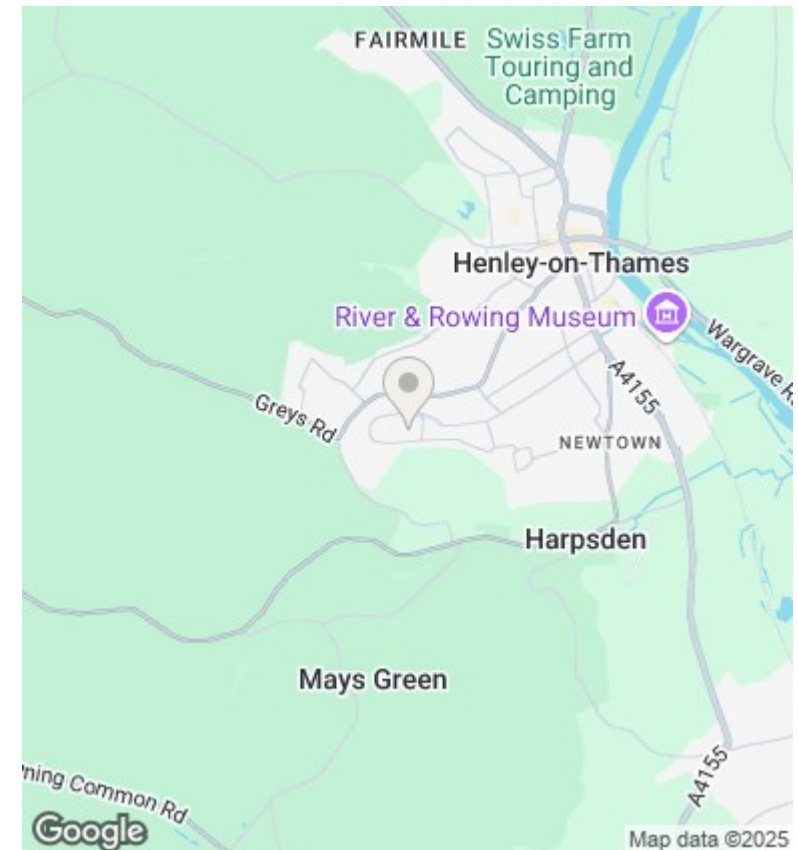 FAIRMILE
Swiss Farm
Touring and
Camping
Henley-on-Thames
River & Rowing Museum
Wargrave
A4155
Greys Rd
NEWTOWN
Harpsden
Mays Green
A4155
Common Rd
Google
Map data ©2025